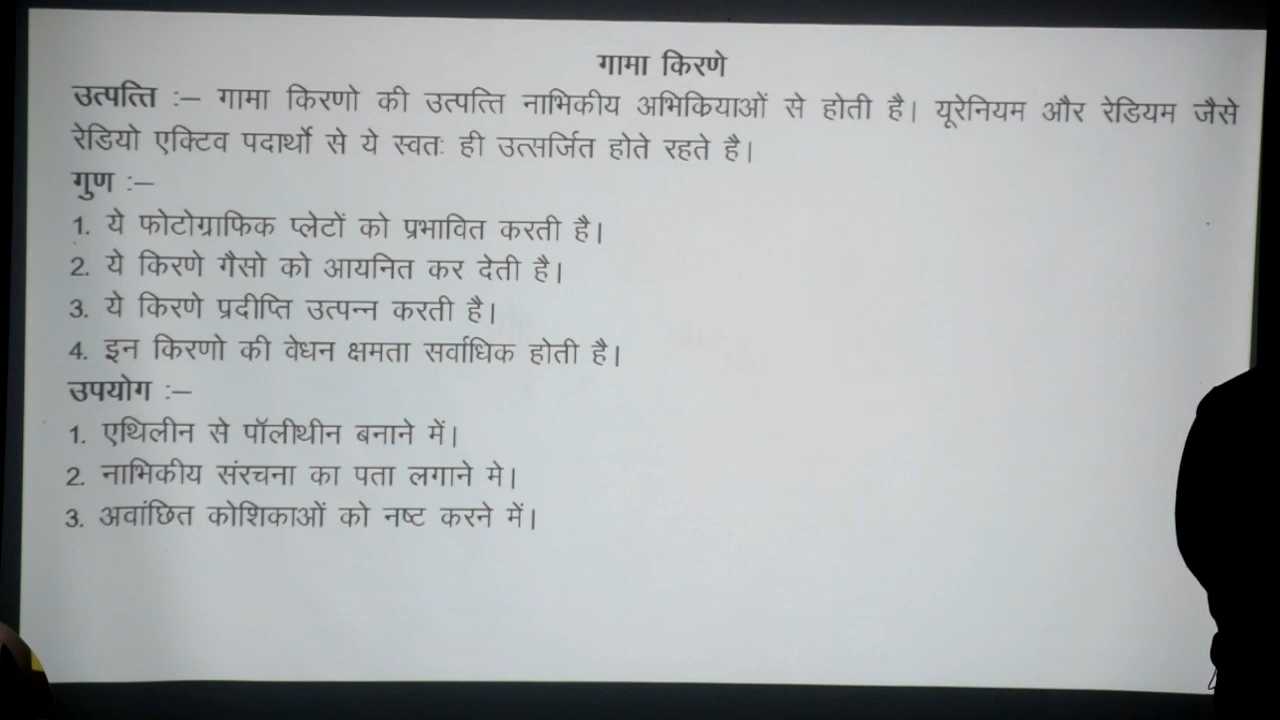 गामा किरणे
उत्पत्ति :– गामा किरणो की उत्पत्ति नाभिकीय अभिकियाओं से होती है। यूरेनियम और रेडियम जैसे
रेडियो एक्टिव पदार्थो से ये स्वतः ही उत्सर्जित होते रहते है।
गुण :–
1. ये फोटोग्राफिक प्लेटों को प्रभावित करती है।
2. ये किरणे गैसो को आयनित कर देती है।
3. ये किरणे प्रदीप्ति उत्पन्न करती है।
4. इन किरणो की वेधन क्षमता सर्वाधिक होती है।
उपयोग :–
1. एथिलीन से पॉलीथीन बनाने में।
2. नाभिकीय संरचना का पता लगाने मे।
3. अवांछित कोशिकाओं को नष्ट करने में।